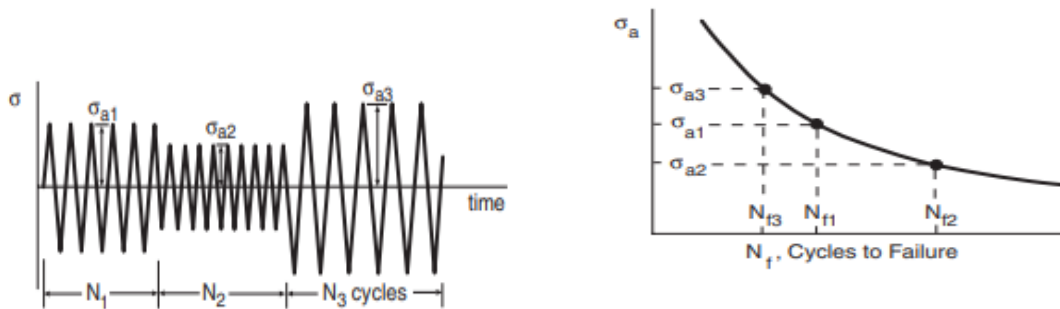 σ
σa1
σa2
σa3
time
N1
N2
N3 cycles
σa
σa3
σa1
σa2
Nf3
Nf1
Nf2
Nf, Cycles to Failure